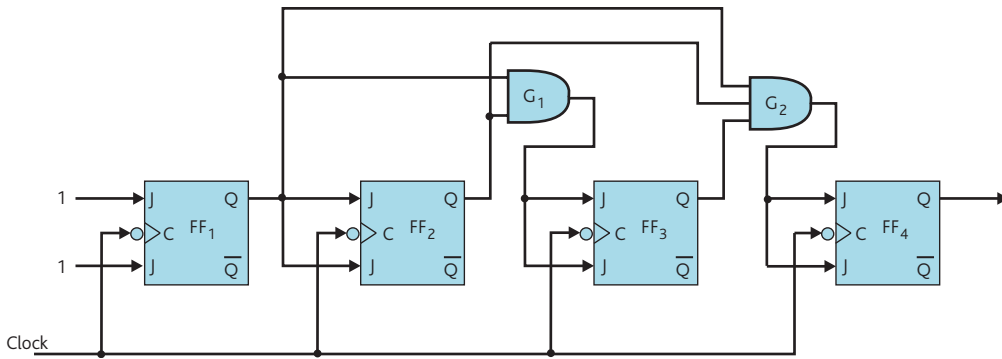 G1
G2
1 J Q J Q J Q J Q
FF1 FF2 FF3 FF4
C C C C
1 J Q̅ J Q̅ J Q̅ J Q̅
Clock